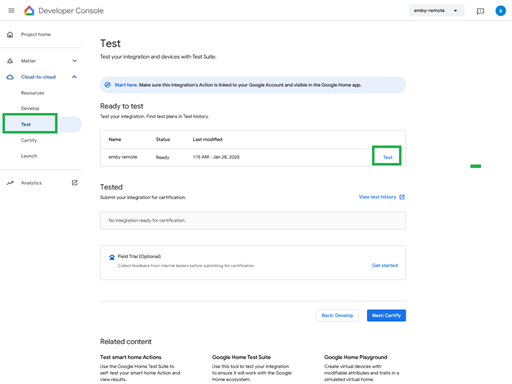 Developer Console
emby-remote
s
Project home
Matter
Cloud-to-cloud
Resources
Develop
Test
Certify
Launch
Analytics
Test
Test your integration and devices with Test Suite.
Start here. Make sure this integration's Action is linked to your Google Account and visible in the Google Home app.
Ready to test
Test your integration. Find test plans in Test history.
Name Status Last modified
emby remote Ready 1:15 AM - Jan 28, 2025 Test
Tested
Submit your integration for certification.
View test history
No integration ready for certification.
Field Trial (Optional)
Collect feedback from internal testers before submitting for certification.
Get started
Back: Develop
Next: Certify
Related content
Test smart home Actions
Use the Google Home Test Suite to
self-test your smart home Action and
view results.
Google Home Test Suite
Use this tool to test your integration
to ensure it will work with the Google
Home ecosystem.
Google Home Playground
Create virtual devices with
modifiable attributes and traits in a
simulated virtual home.